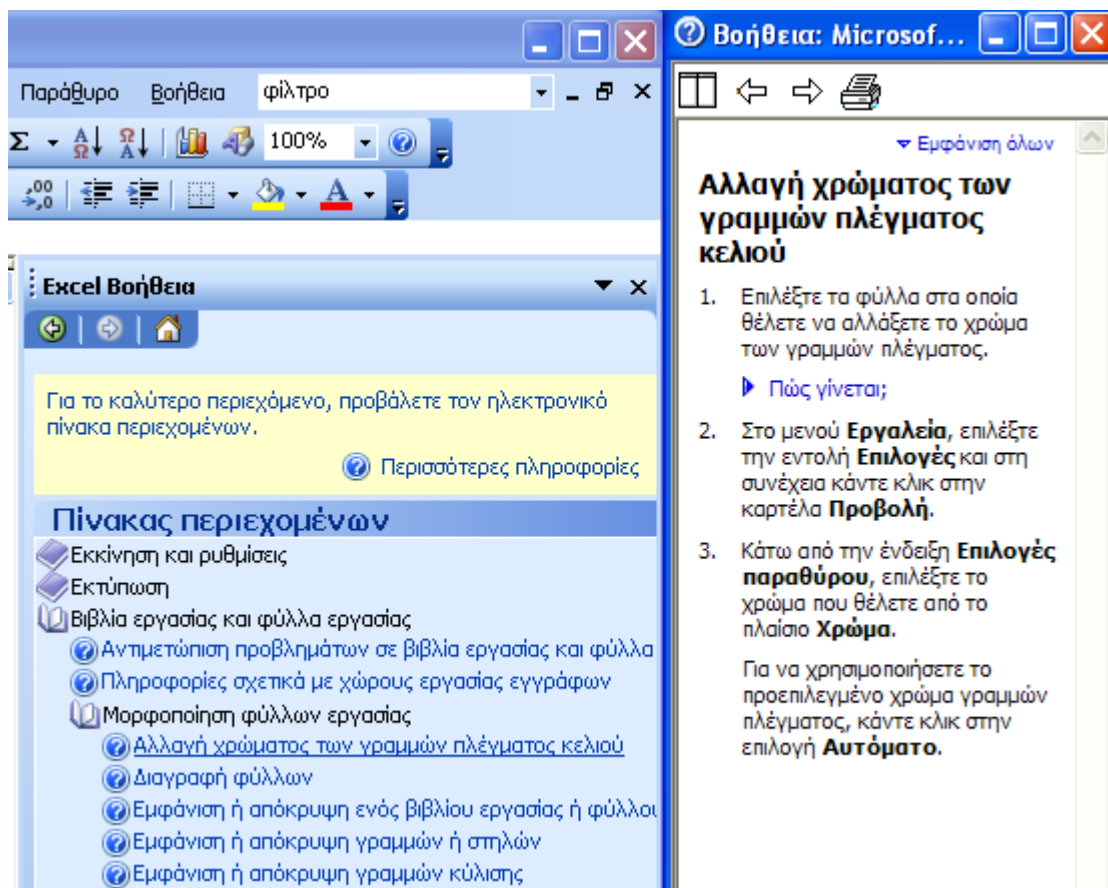 Παράθυρο Βοήθεια φίλτρο
Σ 100%
,00
,0
Excel Βοήθεια
Για το καλύτερο περιεχόμενο, προβάλετε τον ηλεκτρονικό
πίνακα περιεχομένων.
Περισσότερες πληροφορίες
Πίνακας περιεχομένων
Εκκίνηση και ρυθμίσεις
Εκτύπωση
Βιβλία εργασίας και φύλλα εργασίας
Αντιμετώπιση προβλημάτων σε βιβλία εργασίας και φύλλα
Πληροφορίες σχετικά με χώρους εργασίας εγγράφων
Μορφοποίηση φύλλων εργασίας
Αλλαγή χρώματος των γραμμών πλέγματος κελιού
Διαγραφή φύλλων
Εμφάνιση ή απόκρυψη ενός βιβλίου εργασίας ή φύλλου
Εμφάνιση ή απόκρυψη γραμμών ή στηλών
Εμφάνιση ή απόκρυψη γραμμών κύλισης
Βοήθεια: Microsof...
Εμφάνιση όλων
Αλλαγή χρώματος των
γραμμών πλέγματος
κελιού
1. Επιλέξτε τα φύλλα στα οποία
θέλετε να αλλάξετε το χρώμα
των γραμμών πλέγματος.
Πώς γίνεται;
2. Στο μενού Εργαλεία, επιλέξτε
την εντολή Επιλογές και στη
συνέχεια κάντε κλικ στην
καρτέλα Προβολή.
3. Κάτω από την ένδειξη Επιλογές
παραθύρου, επιλέξτε το
χρώμα που θέλετε από το
πλαίσιο Χρώμα.
Για να χρησιμοποιήσετε το
προεπιλεγμένο χρώμα γραμμών
πλέγματος, κάντε κλικ στην
επιλογή Αυτόματο.